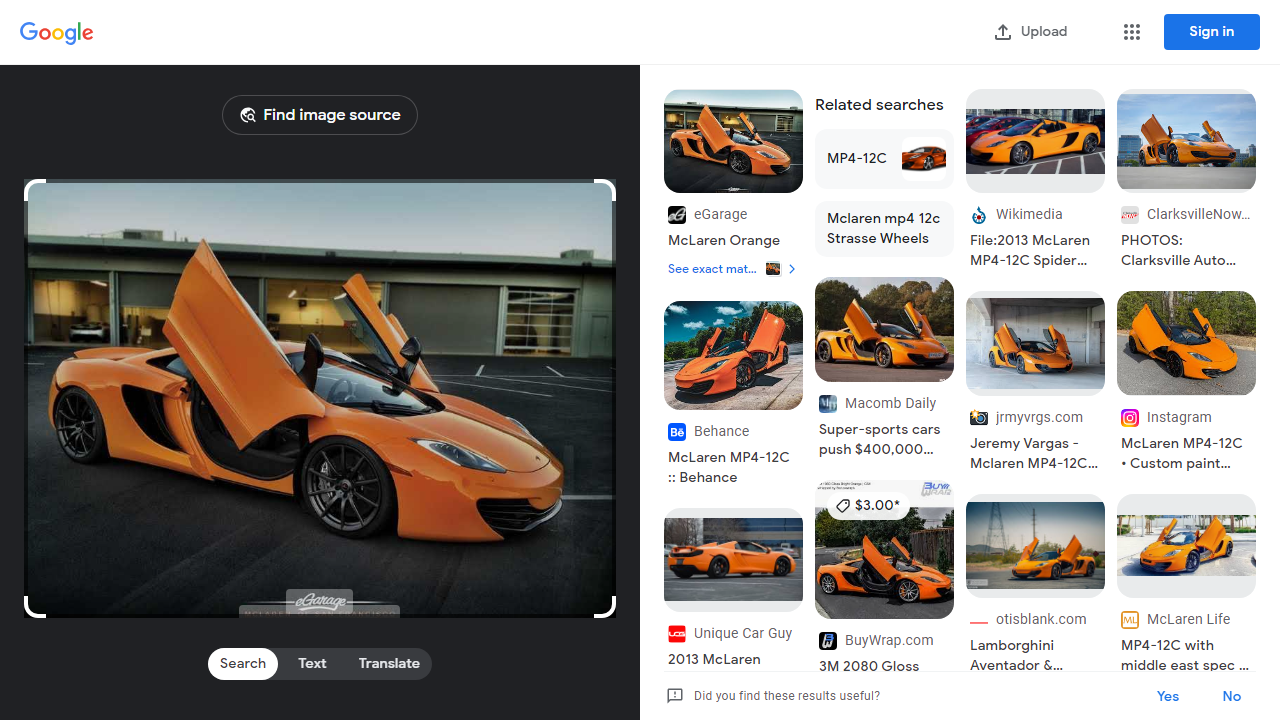 Google
Upload
Sign in
Find image source
eGarage
MCLAREN OF SAN FRANCISCO
Search
Text
Translate
eGarage
McLaren Orange
See exact mat...
Behance
McLaren MP4-12C
:: Behance
Unique Car Guy
2013 McLaren
Related searches
MP4-12C
Mclaren mp4 12c
Strasse Wheels
Macomb Daily
Super-sports cars
push $400,000...
$3.00*
BuyWrap.com
3M 2080 Gloss
Wikimedia
File:2013 McLaren
MP4-12C Spider...
jrmyvrgs.com
Jeremy Vargas -
Mclaren MP4-12C...
otisblank.com
Lamborghini
Aventador &...
ClarksvilleNow...
PHOTOS:
Clarksville Auto...
Instagram
McLaren MP4-12C
• Custom paint...
McLaren Life
MP4-12C with
middle east spec ...
Did you find these results useful?
Yes
No